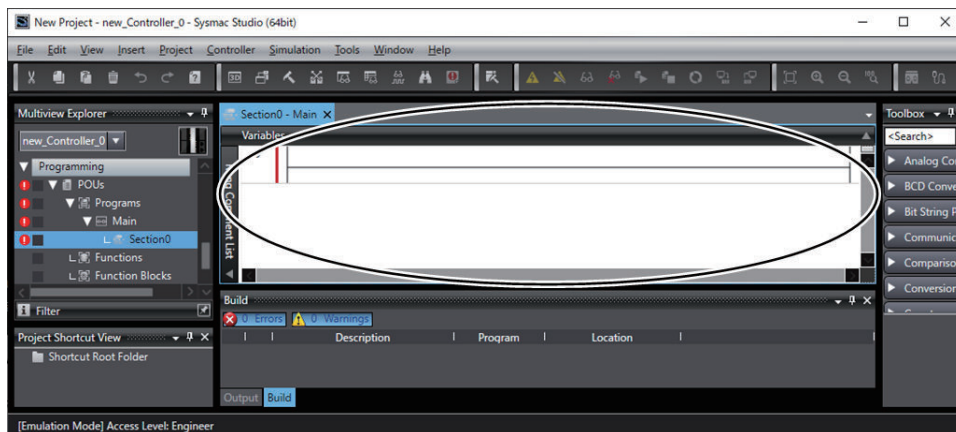 New Project - new_Controller_0 - Sysmac Studio (64bit)
File Edit View Insert Project Controller Simulation Tools Window Help
Multiview Explorer
new_Controller_0
Programming
POUs
Programs
Main
Section0
Functions
Function Blocks
Filter
Project Shortcut View
Shortcut Root Folder
Section0 - Main
Variables
Comment List
Build
0 Errors 0 Warnings
Description Program Location
Output Build
Toolbox
<Search>
Analog Co
BCD Conve
Bit String P
Communic
Compariso
Conversion
[Emulation Mode] Access Level: Engineer